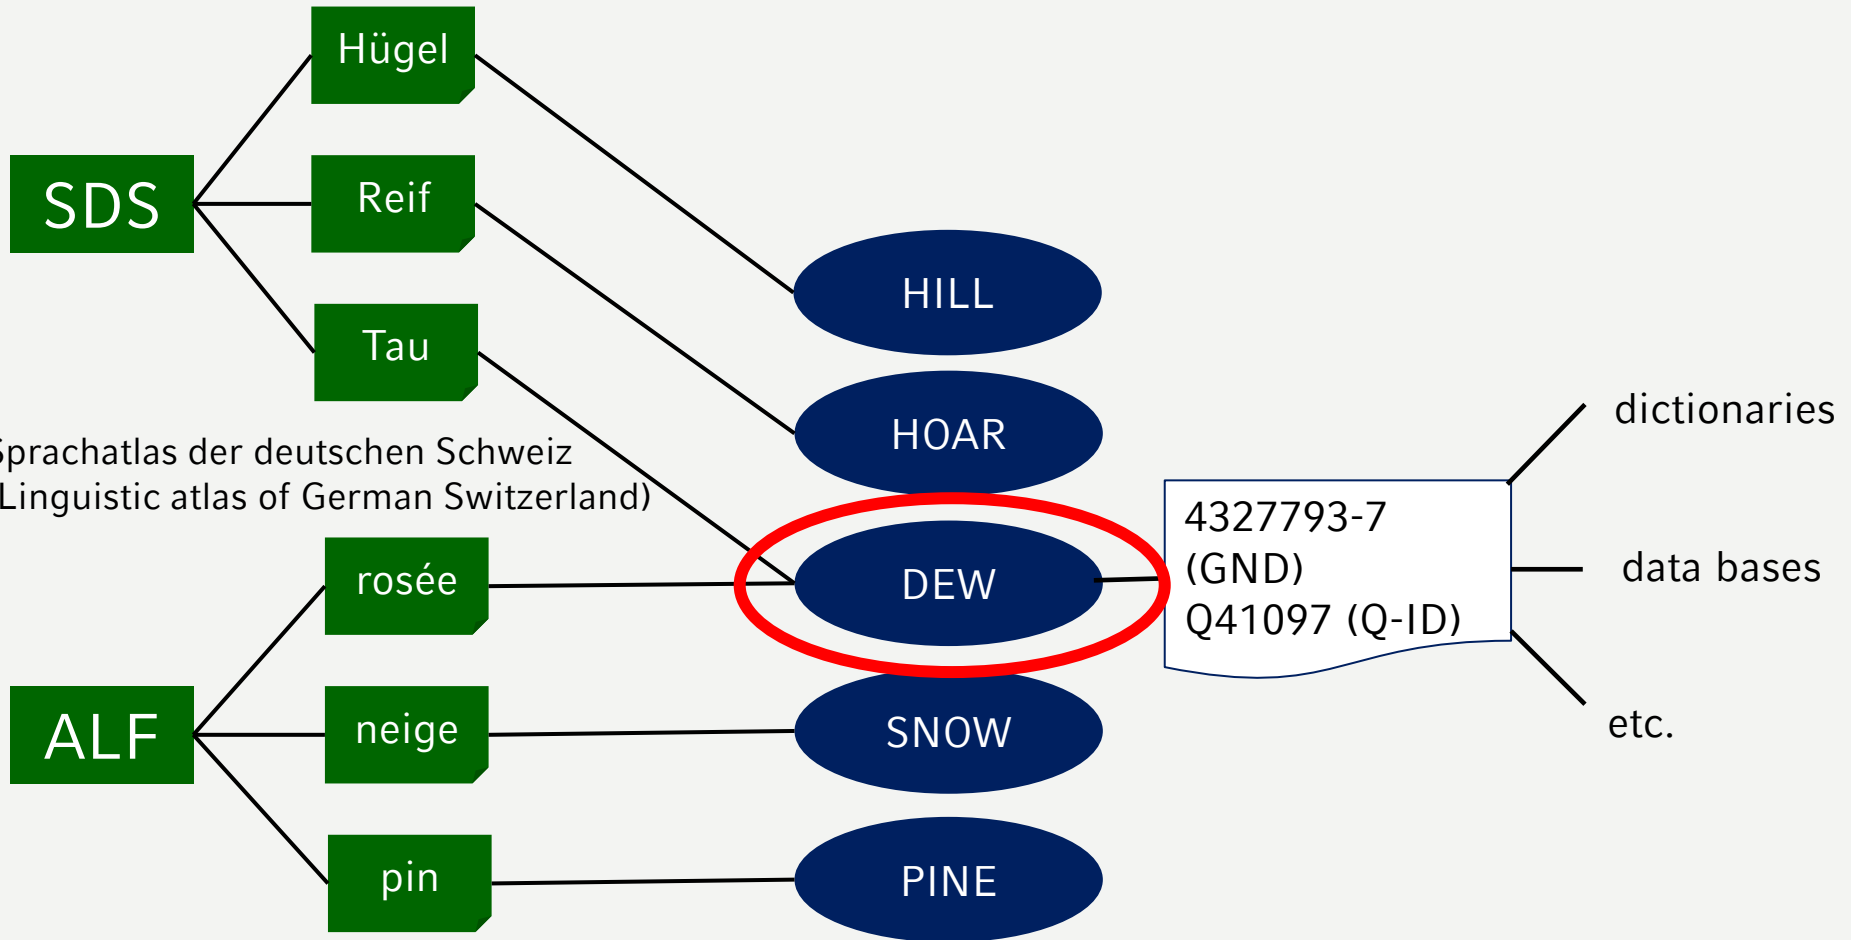 Hügel
SDS
Reif
Tau
Sprachatlas der deutschen Schweiz
Linguistic atlas of German Switzerland)
HILL
HOAR
DEW
SNOW
PINE
rosée
ALF
neige
pin
4327793-7
(GND)
Q41097 (Q-ID)
dictionaries
data bases
etc.